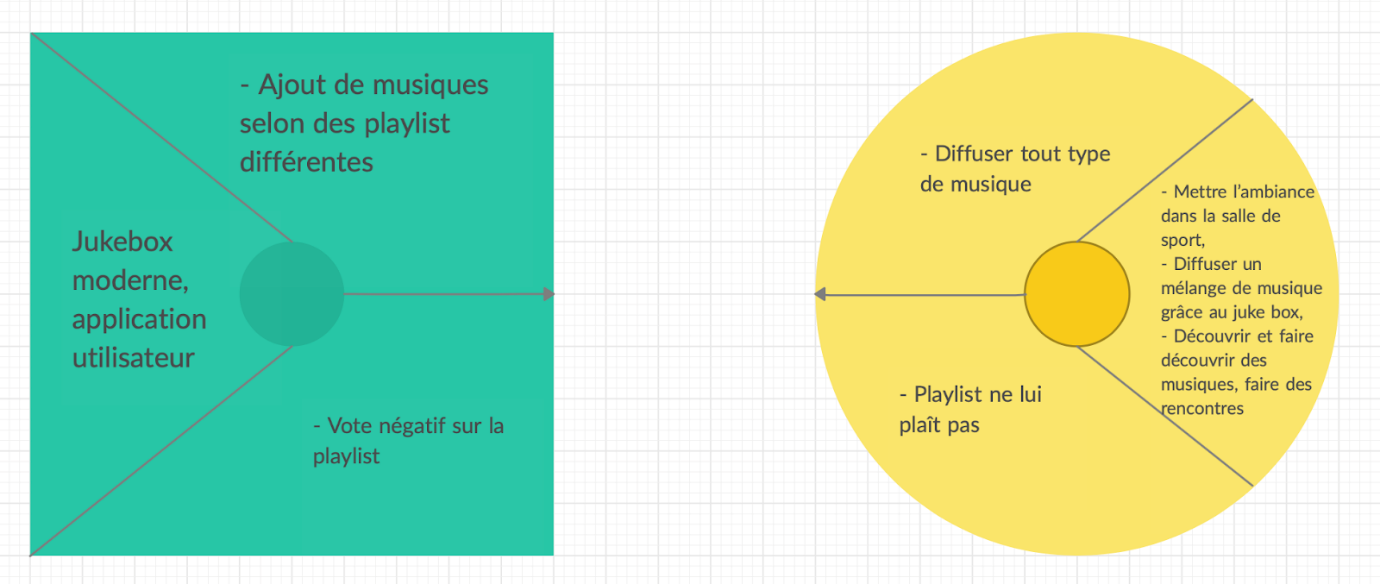 - Ajout de musiques
selon des playlist
différentes
Jukebox
moderne,
application
utilisateur
- Vote négatif sur la
playlist
- Diffuser tout type
de musique
- Mettre l'ambiance
dans la salle de
sport,
- Diffuser un
mélange de musique
grâce au juke box,
- Découvrir et faire
découvrir des
musiques, faire des
rencontres
- Playlist ne lui
plaît pas